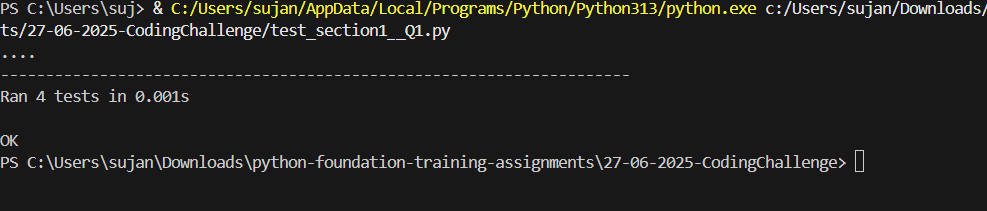 PS C:\Users\suj> & C:/Users/sujan/AppData/Local/Programs/Python/Python313/python.exe c:/Users/sujan/Downloads/
ts/27-06-2025-CodingChallenge/test_section1__Q1.py
....
----------------------------------------------------------------------
Ran 4 tests in 0.001s
OK
PS C:\Users\sujan\Downloads\python-foundation-training-assignments\27-06-2025-CodingChallenge>